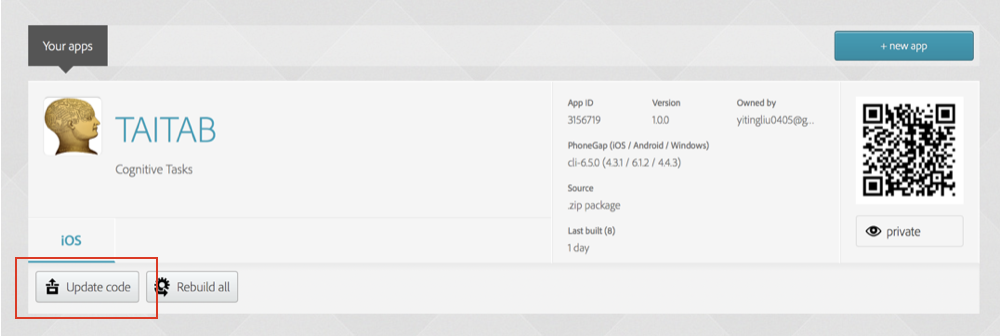 Your apps
+ new app
TAITAB
Cognitive Tasks
App ID Version Owned by
3156719 1.0.0 yitingliu0405@g...
PhoneGap (iOS / Android / Windows)
cli-6.5.0 (4.3.1 / 6.1.2 / 4.4.3)
Source
.zip package
Last built (8)
1 day
private
iOS
Update code
Rebuild all